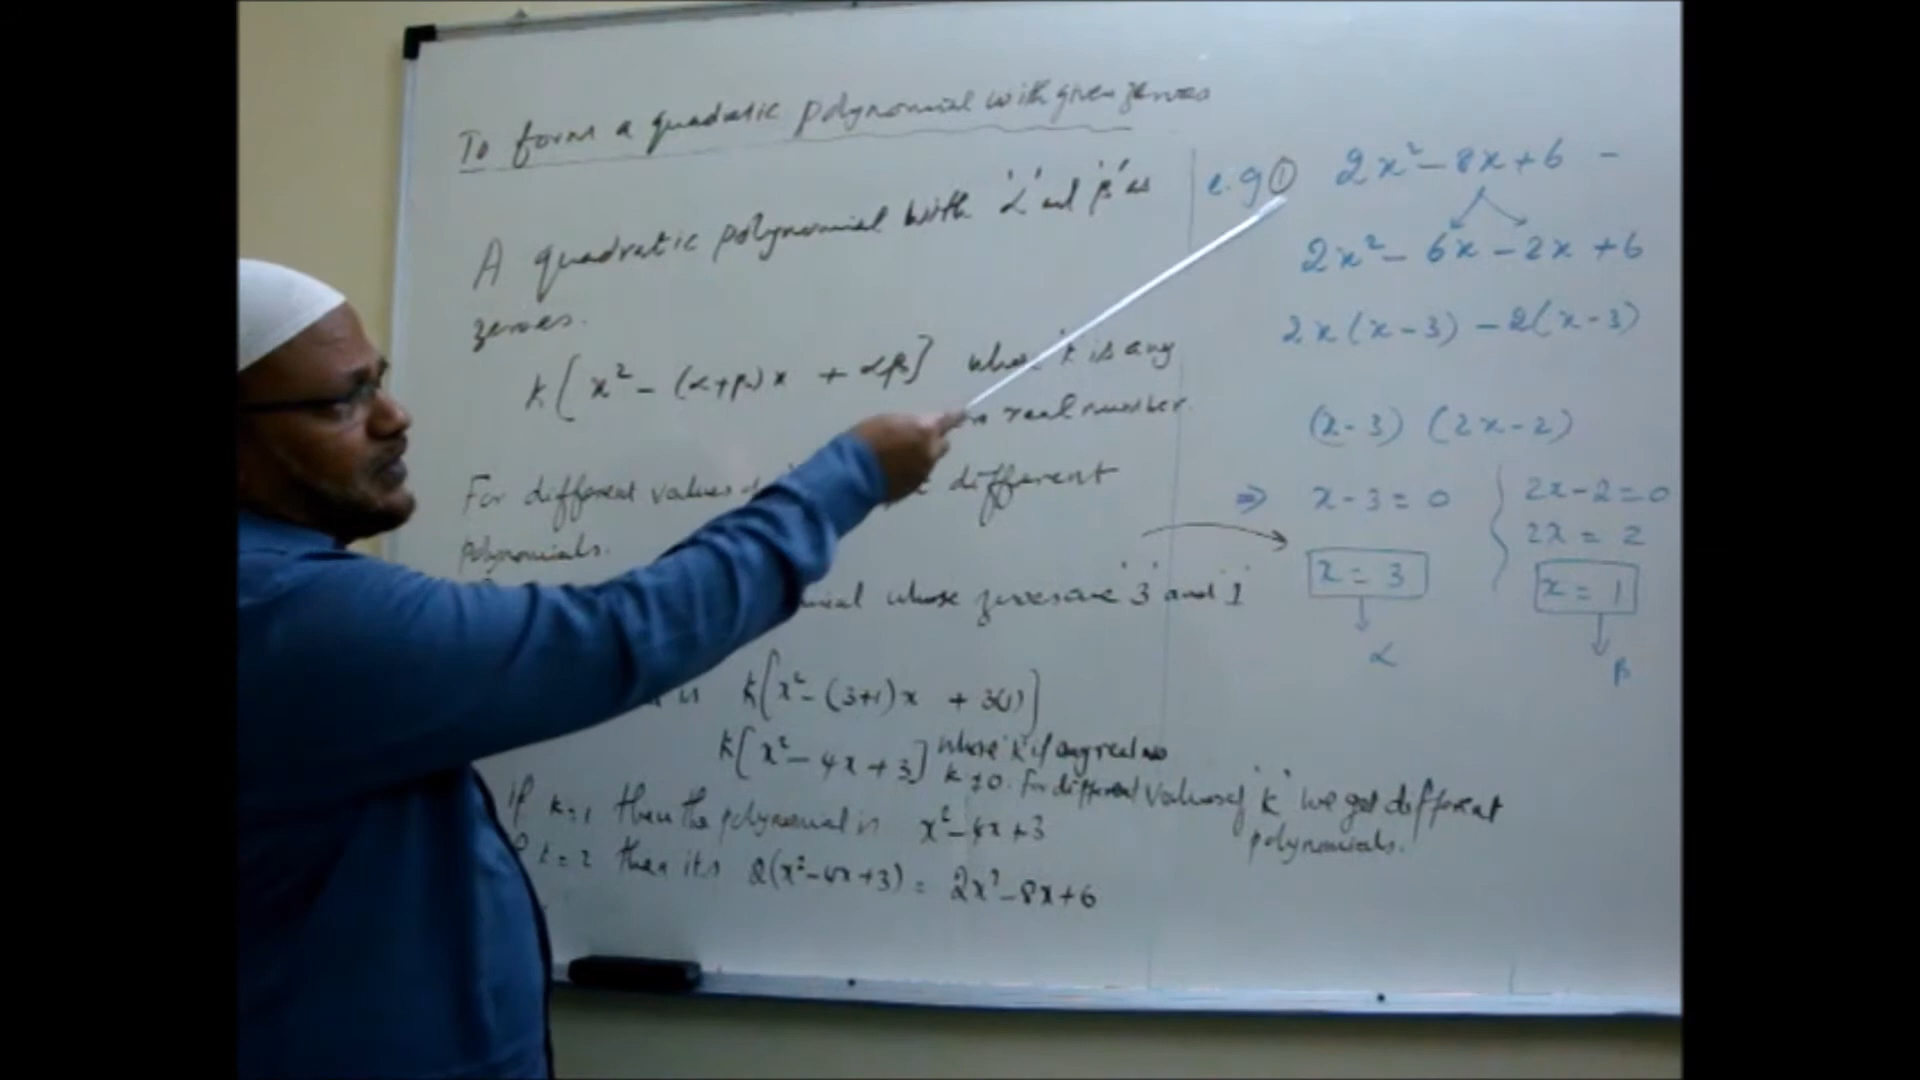 To form a quadratic polynomial with given zeroes
A quadratic polynomial with 'α' and 'β' as
zeroes.
k[x² - (α+β)x + αβ] where 'k' is any
real number.
For different values different
polynomials.
whose zeroes are '3' and '1'
is k[x² - (3+1)x + 3(1)]
k[x² - 4x + 3] where 'k' is any real no
k ≠ 0. For different values of "k" we get different
polynomials.
If k=1 then the polynomial is x² - 4x + 3
k=2 then its 2(x² - 4x + 3) = 2x² - 8x + 6
e.g ① 2x² - 8x + 6 -
2x² - 6x - 2x + 6
2x(x-3) - 2(x-3)
(x-3) (2x-2)
⇒ x - 3 = 0
x = 3
α
2x - 2 = 0
2x = 2
x = 1
β